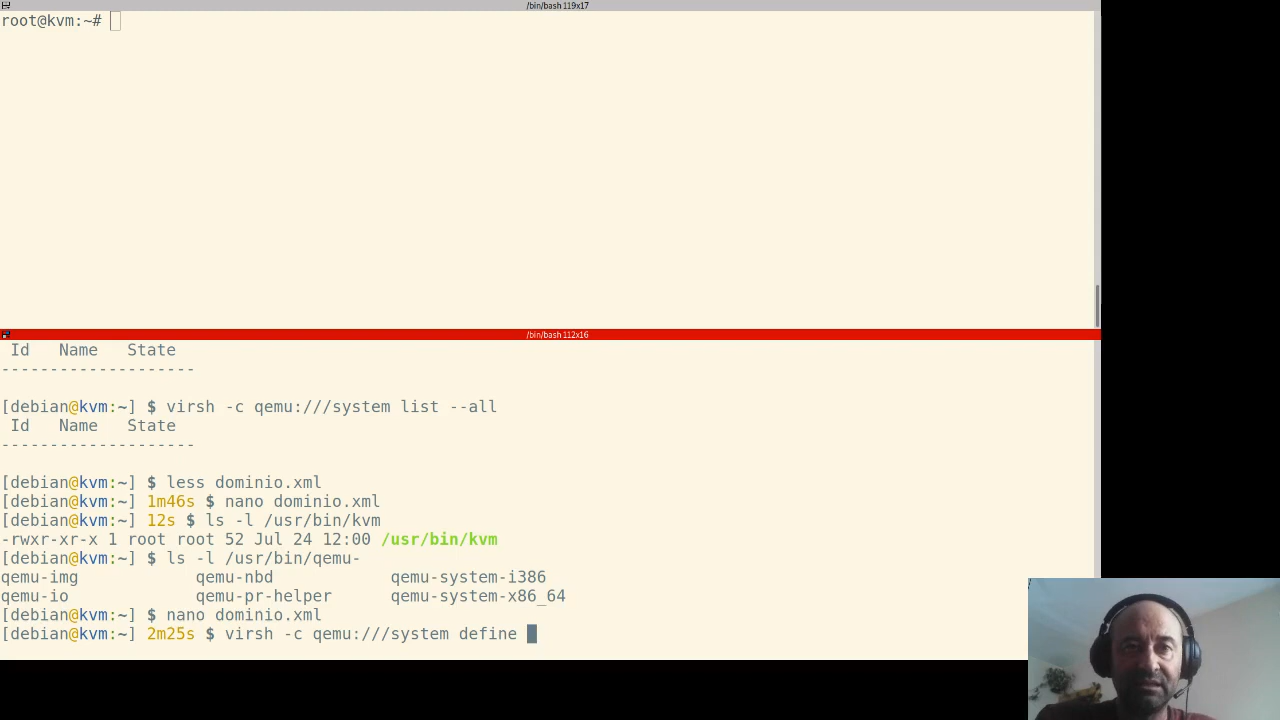 /bin/bash 119x17
root@kvm:~#
/bin/bash 112x16
Id   Name   State
--------------------
[debian@kvm:~] $ virsh -c qemu:///system list --all
Id   Name   State
--------------------
[debian@kvm:~] $ less dominio.xml
[debian@kvm:~] 1m46s $ nano dominio.xml
[debian@kvm:~] 12s $ ls -l /usr/bin/kvm
-rwxr-xr-x 1 root root 52 Jul 24 12:00 /usr/bin/kvm
[debian@kvm:~] $ ls -l /usr/bin/qemu-
qemu-img            qemu-nbd            qemu-system-i386
qemu-io             qemu-pr-helper      qemu-system-x86_64
[debian@kvm:~] $ nano dominio.xml
[debian@kvm:~] 2m25s $ virsh -c qemu:///system define